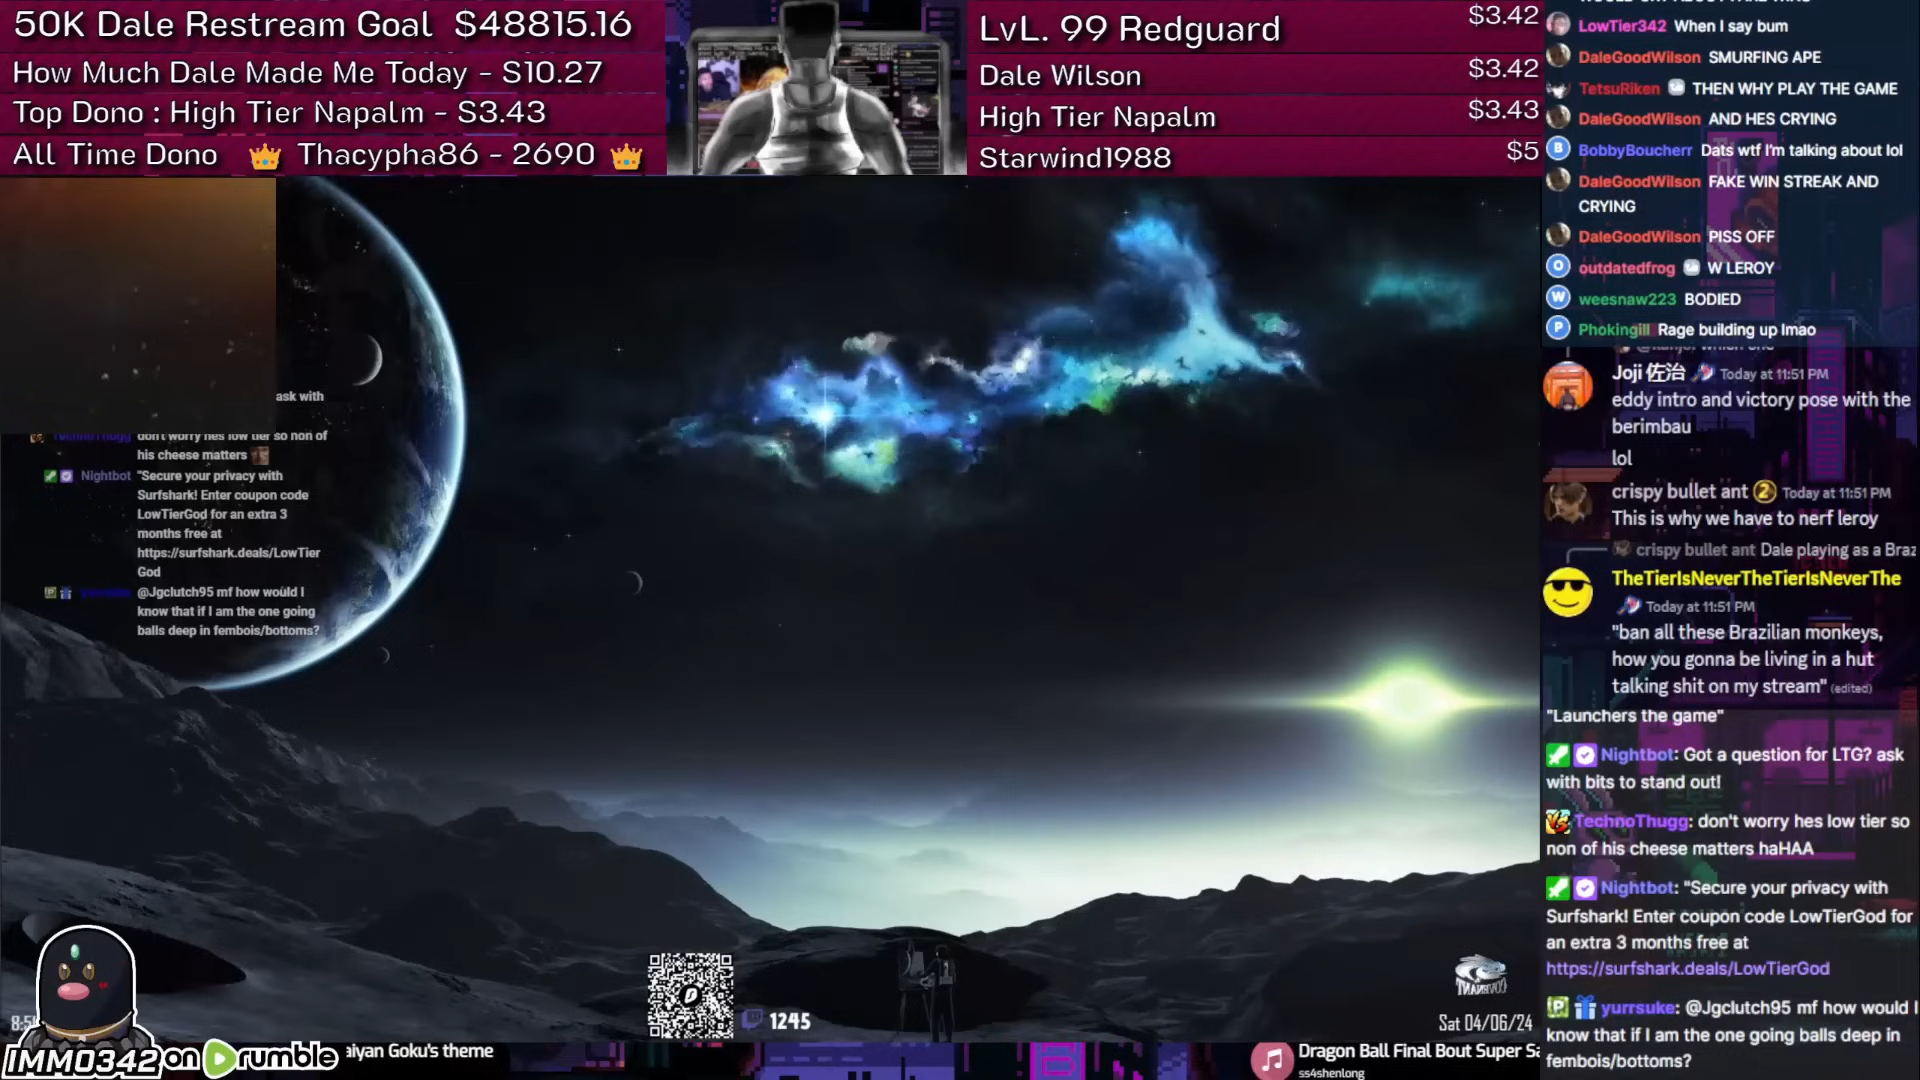 50K Dale Restream Goal $48815.16
How Much Dale Made Me Today - S10.27
Top Dono : High Tier Napalm - S3.43
All Time Dono 👑 Thacypha86 - 2690 👑
LvL. 99 Redguard $3.42
Dale Wilson $3.42
High Tier Napalm $3.43
Starwind1988 $5
LowTier342 When I say bum
DaleGoodWilson SMURFING APE
TetsuRiken THEN WHY PLAY THE GAME
DaleGoodWilson AND HES CRYING
BobbyBoucherr Dats wtf I'm talking about lol
DaleGoodWilson FAKE WIN STREAK AND
CRYING
DaleGoodWilson PISS OFF
outdatedfrog W LEROY
weesnaw223 BODIED
Phokingill Rage building up lmao
Joji 佐治 Today at 11:51 PM
eddy intro and victory pose with the
berimbau
lol
crispy bullet ant 2 Today at 11:51 PM
This is why we have to nerf leroy
crispy bullet ant Dale playing as a Braz
TheTierIsNeverTheTierIsNeverThe
Today at 11:51 PM
"ban all these Brazilian monkeys,
how you gonna be living in a hut
talking shit on my stream" (edited)
"Launchers the game"
Nightbot: Got a question for LTG? ask
with bits to stand out!
TechnoThugg: don't worry hes low tier so
non of his cheese matters haHAA
Nightbot: "Secure your privacy with
Surfshark! Enter coupon code LowTierGod for
an extra 3 months free at
https://surfshark.deals/LowTierGod
yurrsuke: @Jgclutch95 mf how would I
know that if I am the one going balls deep in
fembois/bottoms?
ask with
TechnoThugg don't worry hes low tier so non of
his cheese matters
Nightbot "Secure your privacy with
Surfshark! Enter coupon code
LowTierGod for an extra 3
months free at
https://surfshark.deals/LowTier
God
yurrsuke @Jgclutch95 mf how would I
know that if I am the one going
balls deep in fembois/bottoms?
1245
COVENANT
Sat 04/06/24
8:5
IMMO342 on rumble
aiyan Goku's theme
Dragon Ball Final Bout Super Sa
ss4shenlong